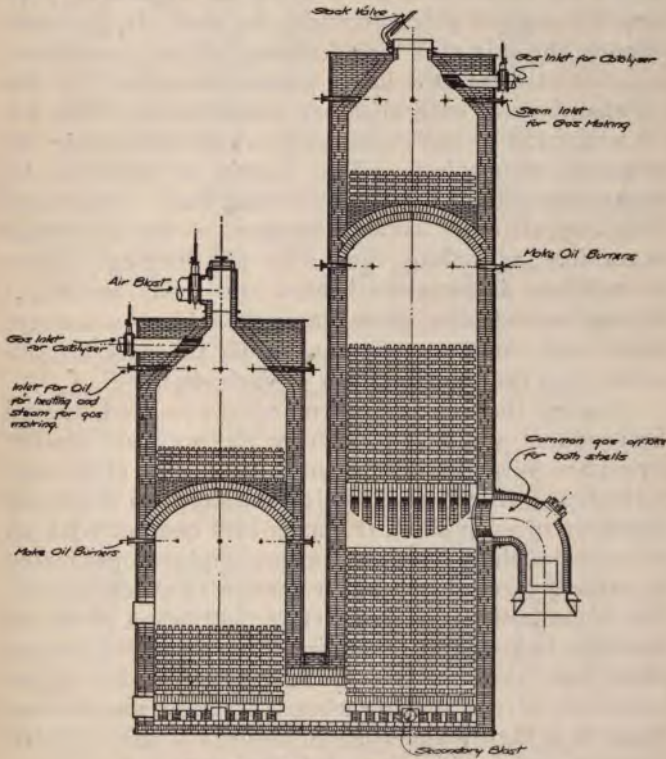 Stack Valve
Gas Inlet for Catalyser
Steam Inlet
for Gas Making
Make Oil Burners
Air Blast
Gas Inlet
for Catalyser
Inlet for Oil
for heating and
steam for gas
making.
Common gas offtake
for both shells
Make Oil Burners
Secondary Blast